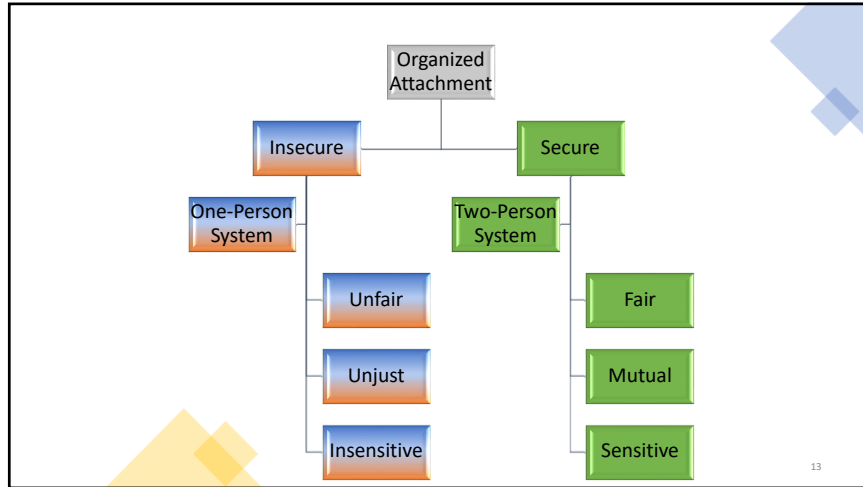 Organized
Attachment
Insecure
Secure
One-Person
System
Two-Person
System
Unfair
Fair
Unjust
Mutual
Insensitive
Sensitive
13